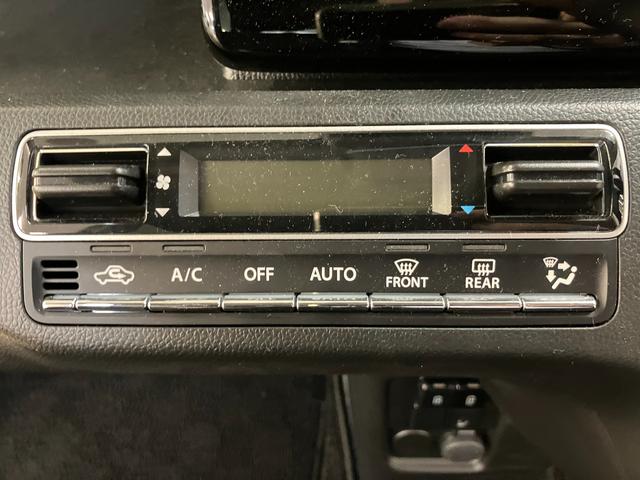 A/C OFF AUTO FRONT REAR